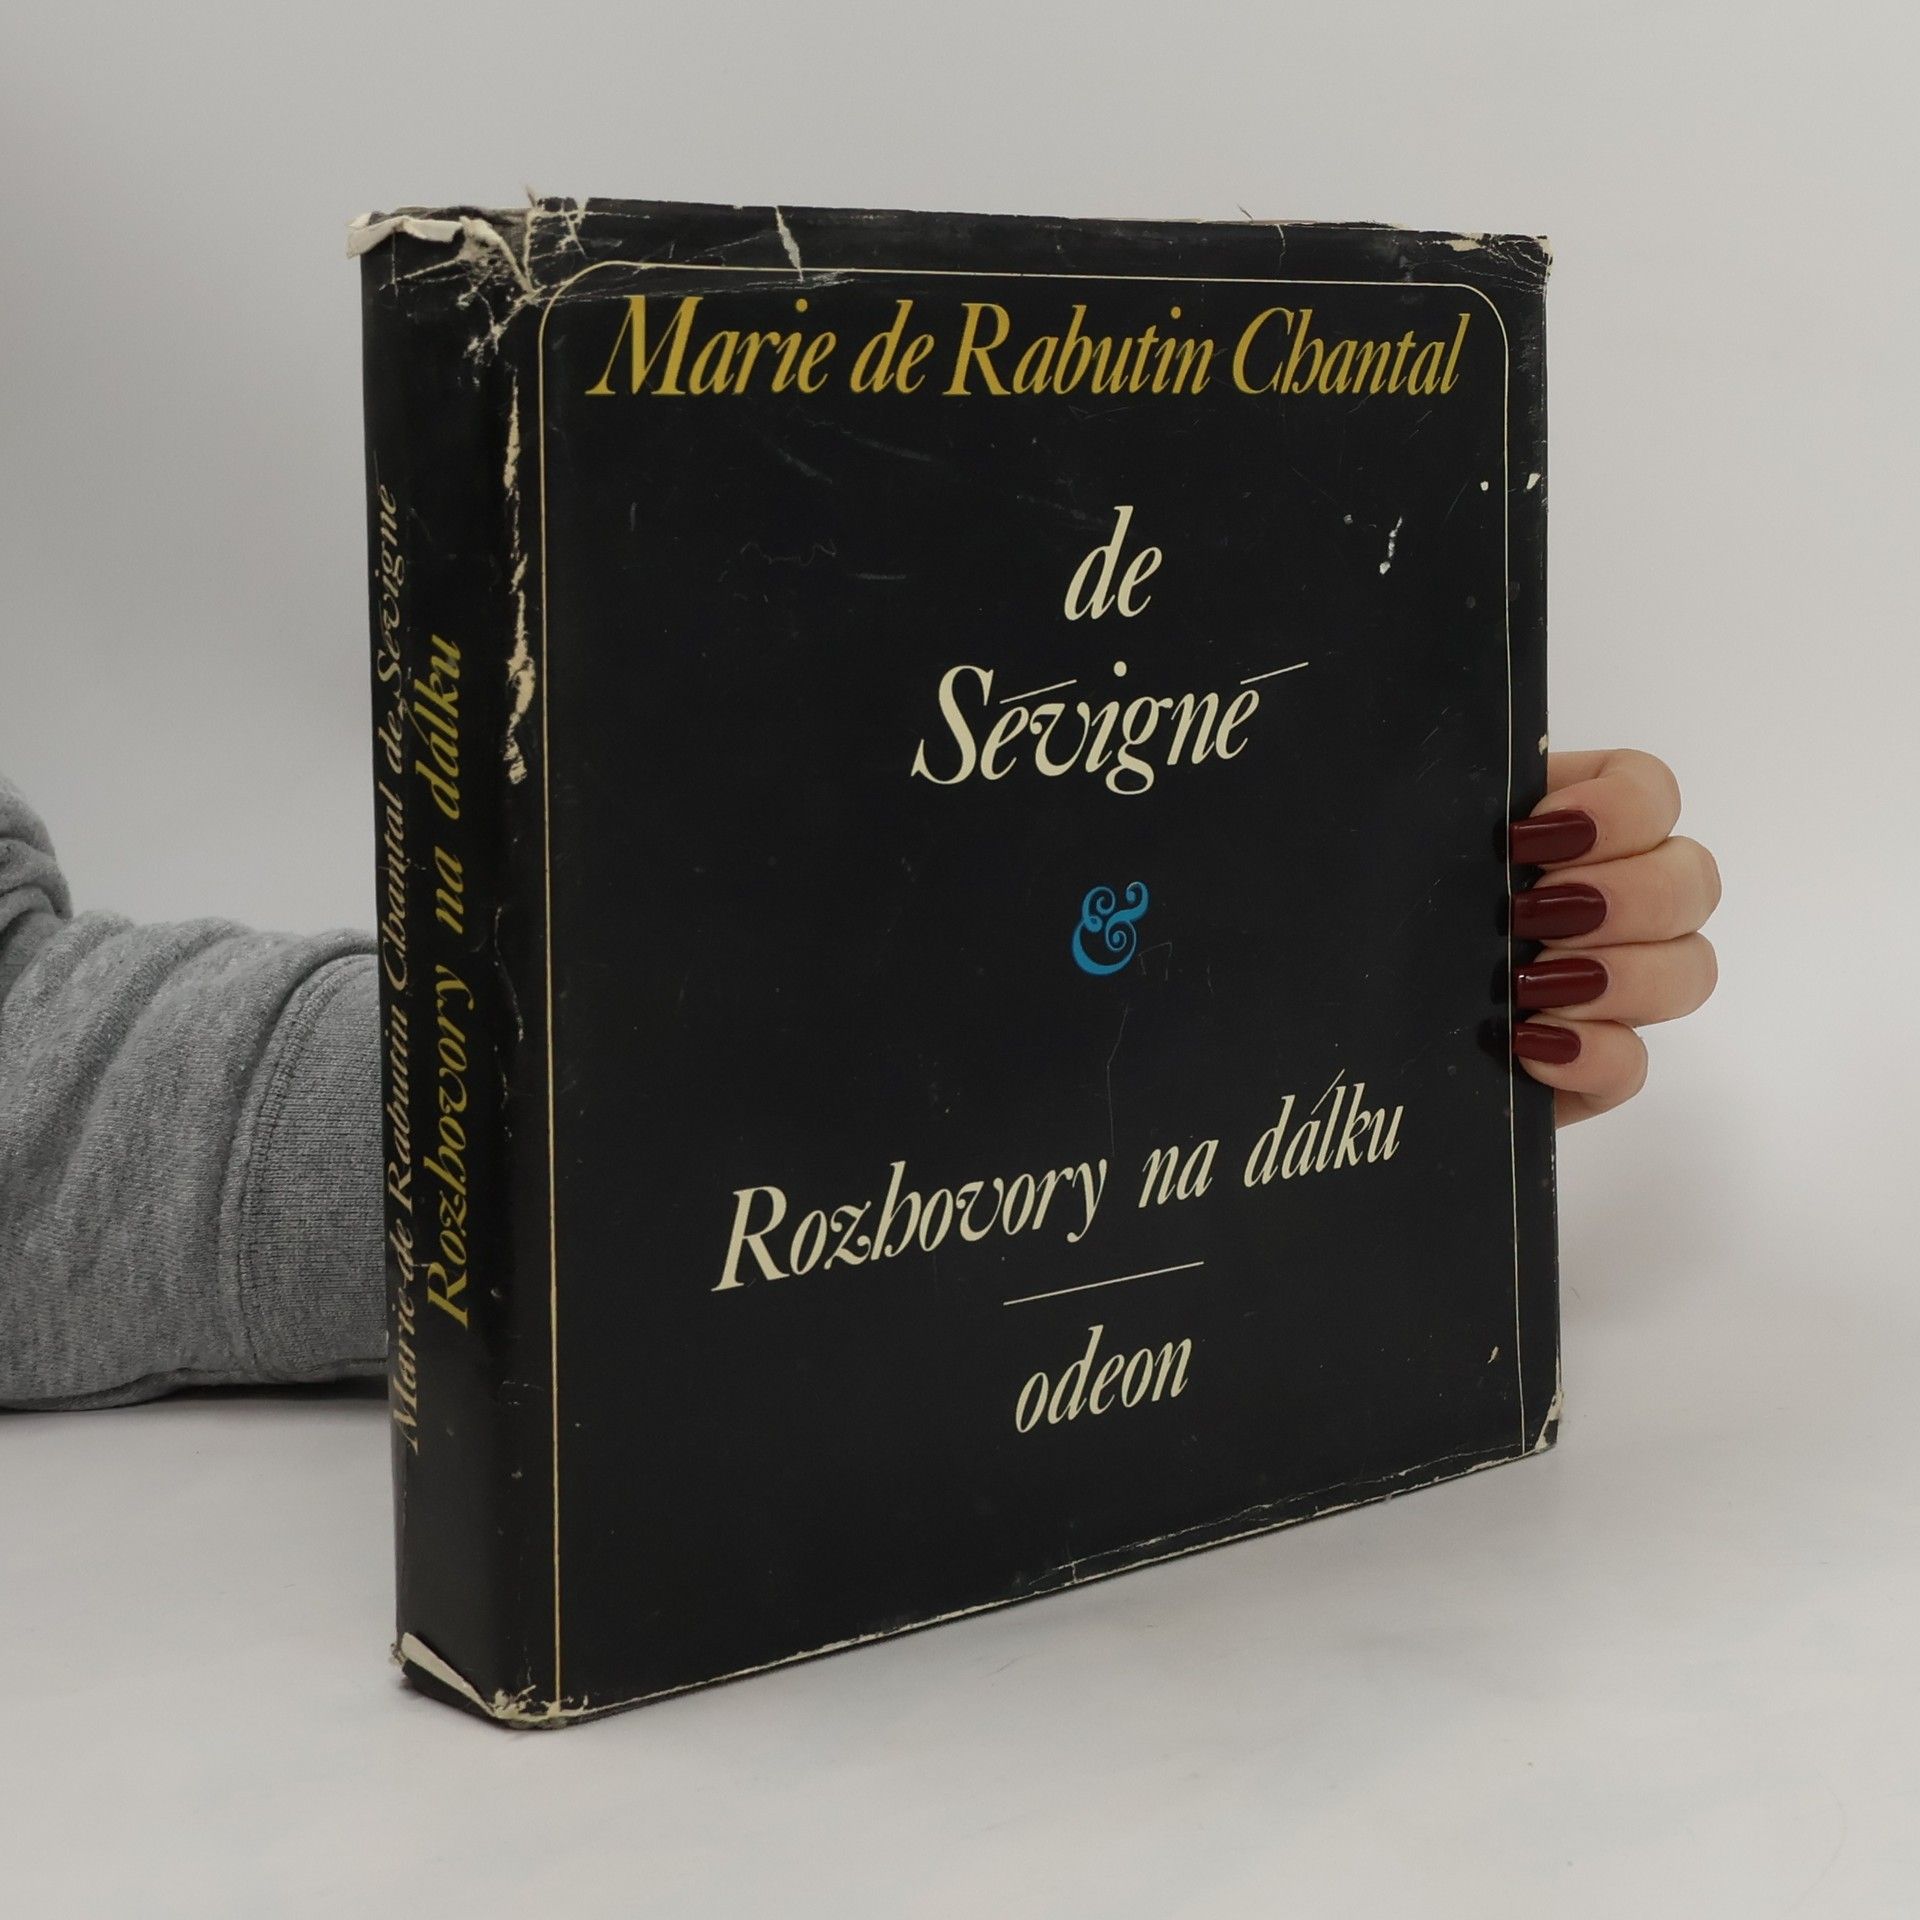 Marie de Rabutin Chantal
de
Sévigné
&
Rozhovory na dálku
odeon
Marie de Rabutin Chantal de Sévigné
Rozhovory na dálku